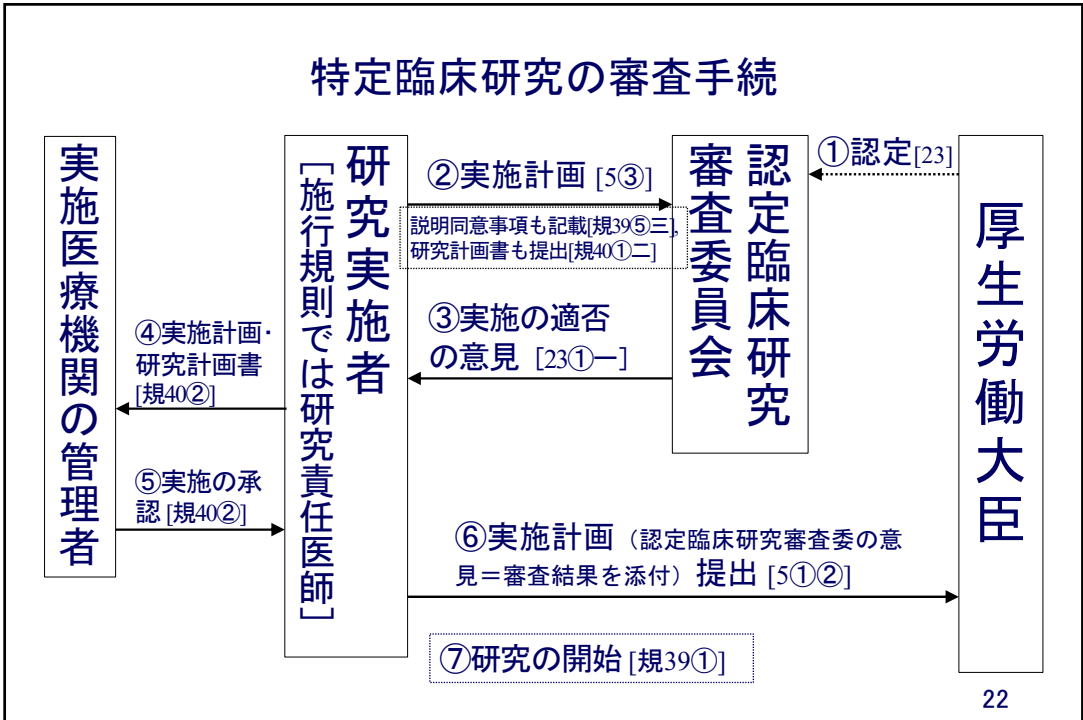 特定臨床研究の審査手続
実施医療機関の管理者
研究実施者
［施行規則では研究責任医師］
認定臨床研究
審査委員会
厚生労働大臣
①認定[23]
②実施計画 [5③]
説明同意事項も記載[規39⑤三],
研究計画書も提出[規40①二]
③実施の適否
の意見 [23①一]
④実施計画・
研究計画書
[規40②]
⑤実施の承
認 [規40②]
⑥実施計画（認定臨床研究審査委の意
見＝審査結果を添付）提出 [5①②]
⑦研究の開始 [規39①]
22